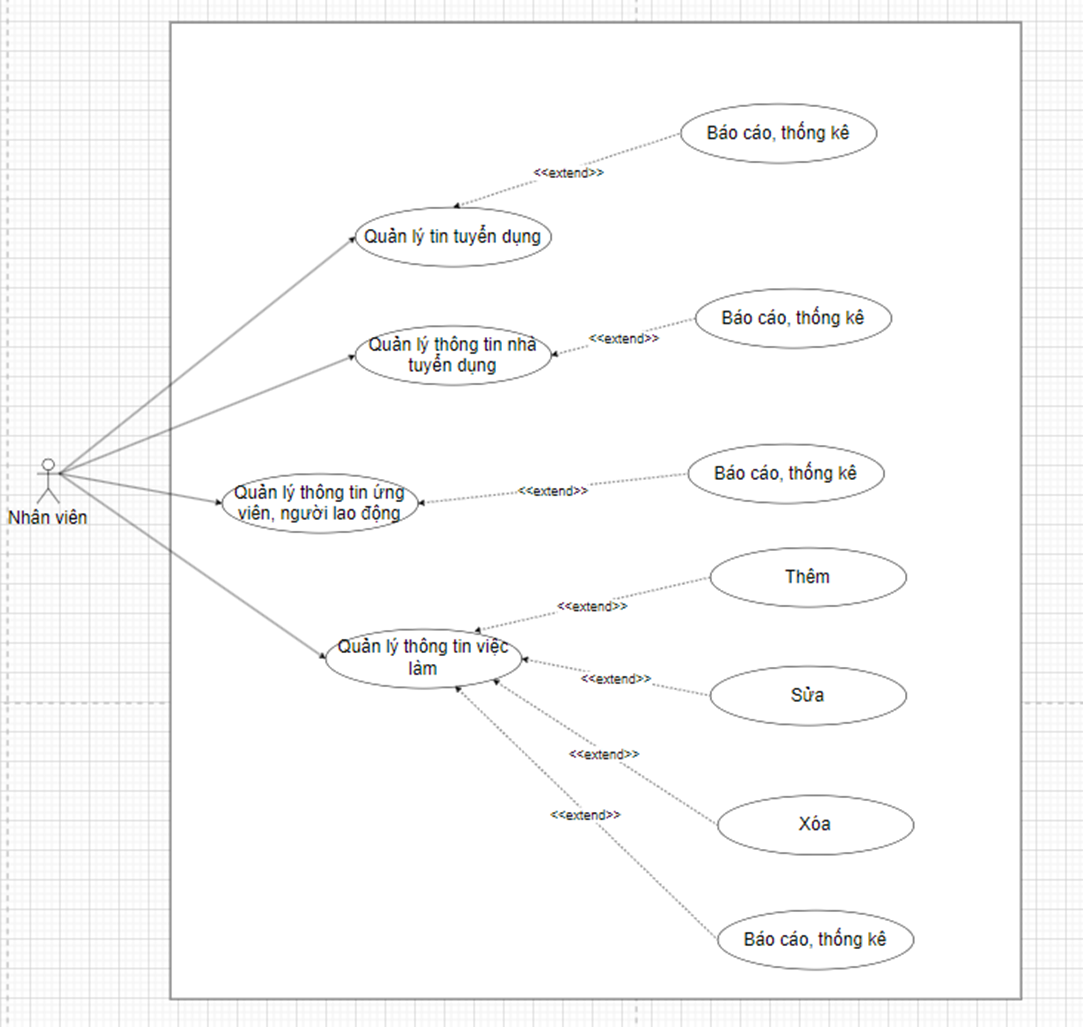 Báo cáo, thống kê
<<extend>>
Quản lý tin tuyển dụng
Báo cáo, thống kê
<<extend>>
Quản lý thông tin nhà
tuyển dụng
Báo cáo, thống kê
<<extend>>
Quản lý thông tin ứng
viên, người lao động
Nhân viên
Thêm
<<extend>>
Quản lý thông tin việc
làm
<<extend>>
Sửa
<<extend>>
Xóa
<<extend>>
Báo cáo, thống kê